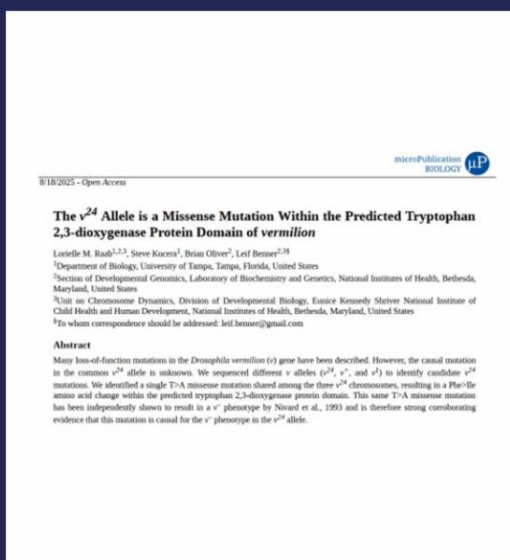 microPublication
BIOLOGY
μP
8/18/2025 - Open Access
The v²⁴ Allele is a Missense Mutation Within the Predicted Tryptophan
2,3-dioxygenase Protein Domain of vermilion
Lorielle M. Raab¹,²,³, Steve Kucera¹, Brian Oliver², Leif Benner²,³§
¹Department of Biology, University of Tampa, Tampa, Florida, United States
²Section of Developmental Genomics, Laboratory of Biochemistry and Genetics, National Institutes of Health, Bethesda,
Maryland, United States
³Unit on Chromosome Dynamics, Division of Developmental Biology, Eunice Kennedy Shriver National Institute of
Child Health and Human Development, National Institutes of Health, Bethesda, Maryland, United States
§To whom correspondence should be addressed: leif.benner@gmail.com
Abstract
Many loss-of-function mutations in the Drosophila vermilion (v) gene have been described. However, the causal mutation
in the common v²⁴ allele is unknown. We sequenced different v alleles (v²⁴, v⁺, and v¹) to identify candidate v²⁴
mutations. We identified a single T>A missense mutation shared among the three v²⁴ chromosomes, resulting in a Phe>Ile
amino acid change within the predicted tryptophan 2,3-dioxygenase protein domain. This same T>A missense mutation
has been independently shown to result in a v⁻ phenotype by Nivard et al., 1993 and is therefore strong corroborating
evidence that this mutation is causal for the v⁻ phenotype in the v²⁴ allele.